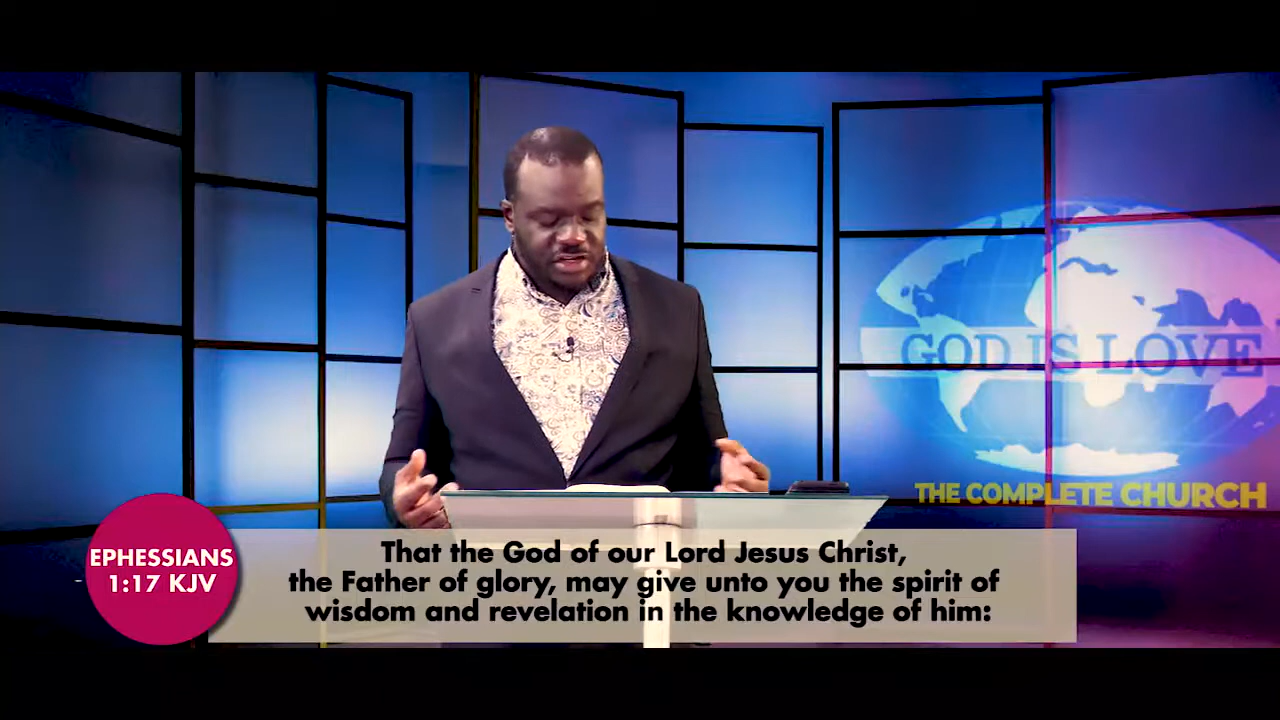 GOD IS LOVE
THE COMPLETE CHURCH
EPHESSIANS
1:17 KJV
That the God of our Lord Jesus Christ,
the Father of glory, may give unto you the spirit of
wisdom and revelation in the knowledge of him: